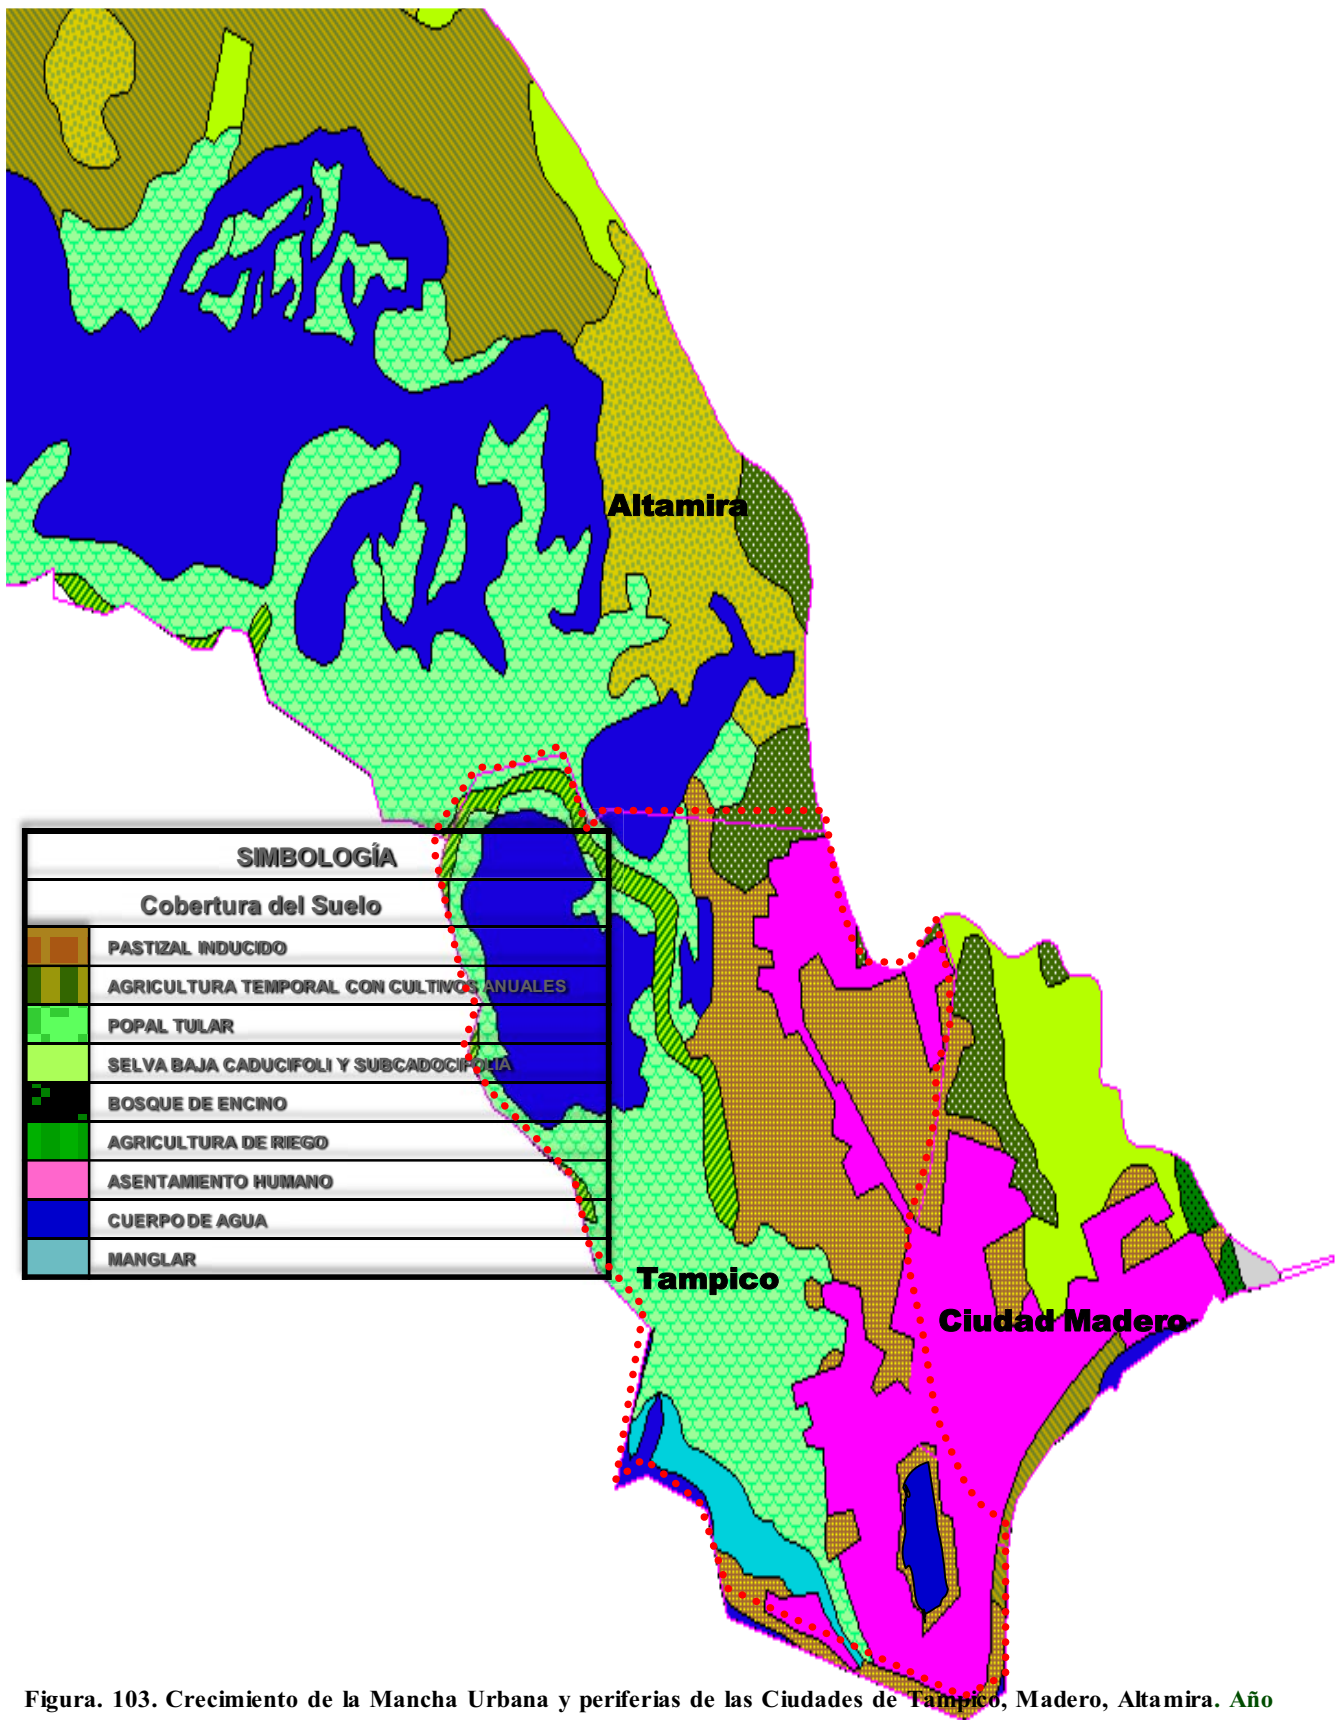 Altamira
SIMBOLOGÍA
Cobertura del Suelo
PASTIZAL INDUCIDO
AGRICULTURA TEMPORAL CON CULTIVOS ANUALES
POPAL TULAR
SELVA BAJA CADUCIFOLI Y SUBCADOCIFOLIA
BOSQUE DE ENCINO
AGRICULTURA DE RIEGO
ASENTAMIENTO HUMANO
CUERPO DE AGUA
MANGLAR
Tampico
Ciudad Madero
Figura. 103. Crecimiento de la Mancha Urbana y periferias de las Ciudades de Tampico, Madero, Altamira. Año